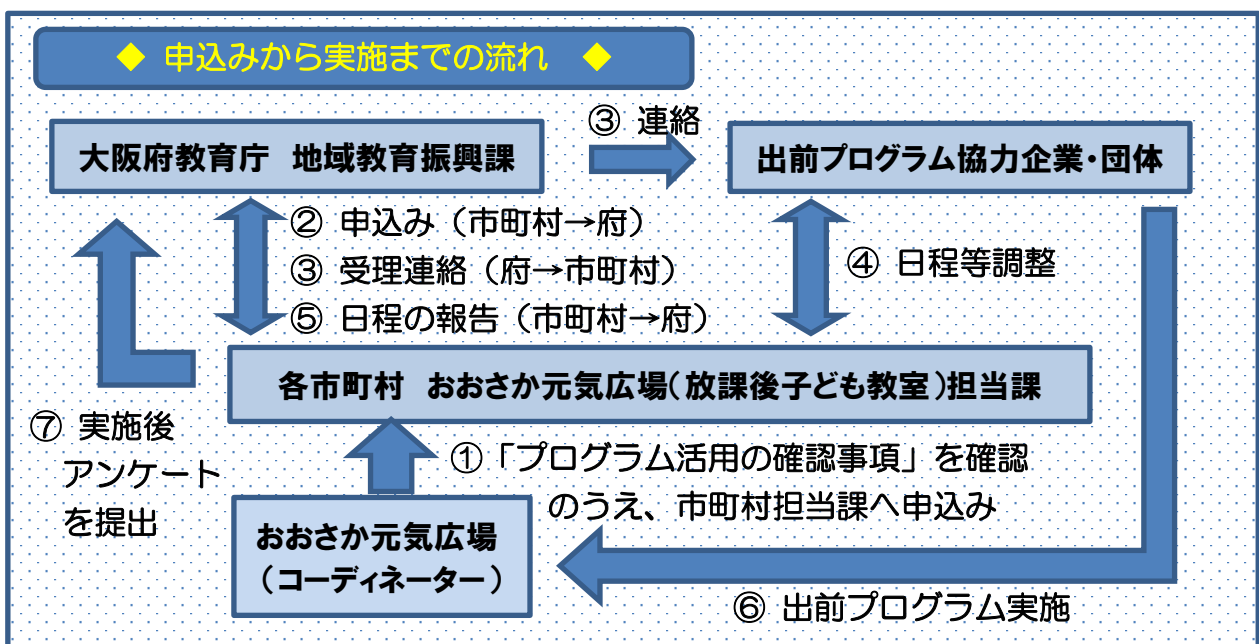 ◆ 申込みから実施までの流れ ◆
③ 連絡
大阪府教育庁 地域教育振興課
出前プログラム協力企業・団体
② 申込み（市町村→府）
③ 受理連絡（府→市町村）
⑤ 日程の報告（市町村→府）
④ 日程等調整
各市町村 おおさか元気広場（放課後子ども教室）担当課
⑦ 実施後
アンケート
を提出
①「プログラム活用の確認事項」を確認
のうえ、市町村担当課へ申込み
おおさか元気広場
（コーディネーター）
⑥ 出前プログラム実施